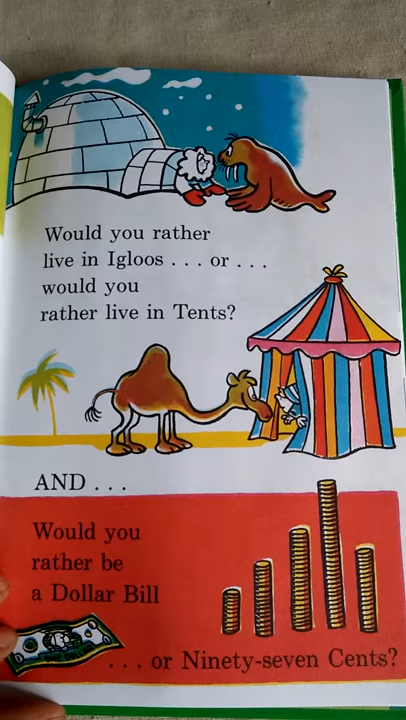 Would you rather
live in Igloos . . . or . . .
would you
rather live in Tents?
AND . . .
Would you
rather be
a Dollar Bill
. . . or Ninety-seven Cents?